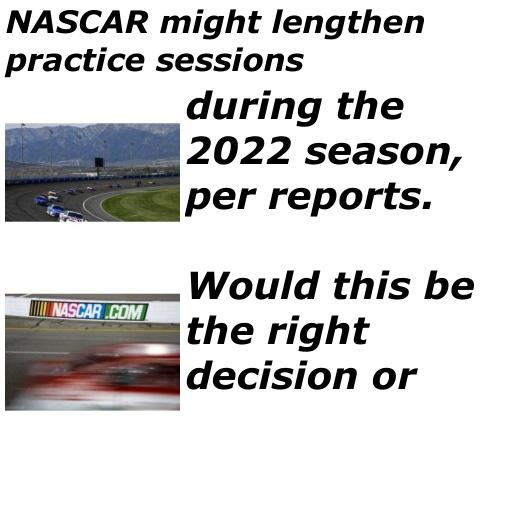 NASCAR might lengthen
practice sessions
during the
2022 season,
per reports.
NASCAR.COM
Would this be
the right
decision or